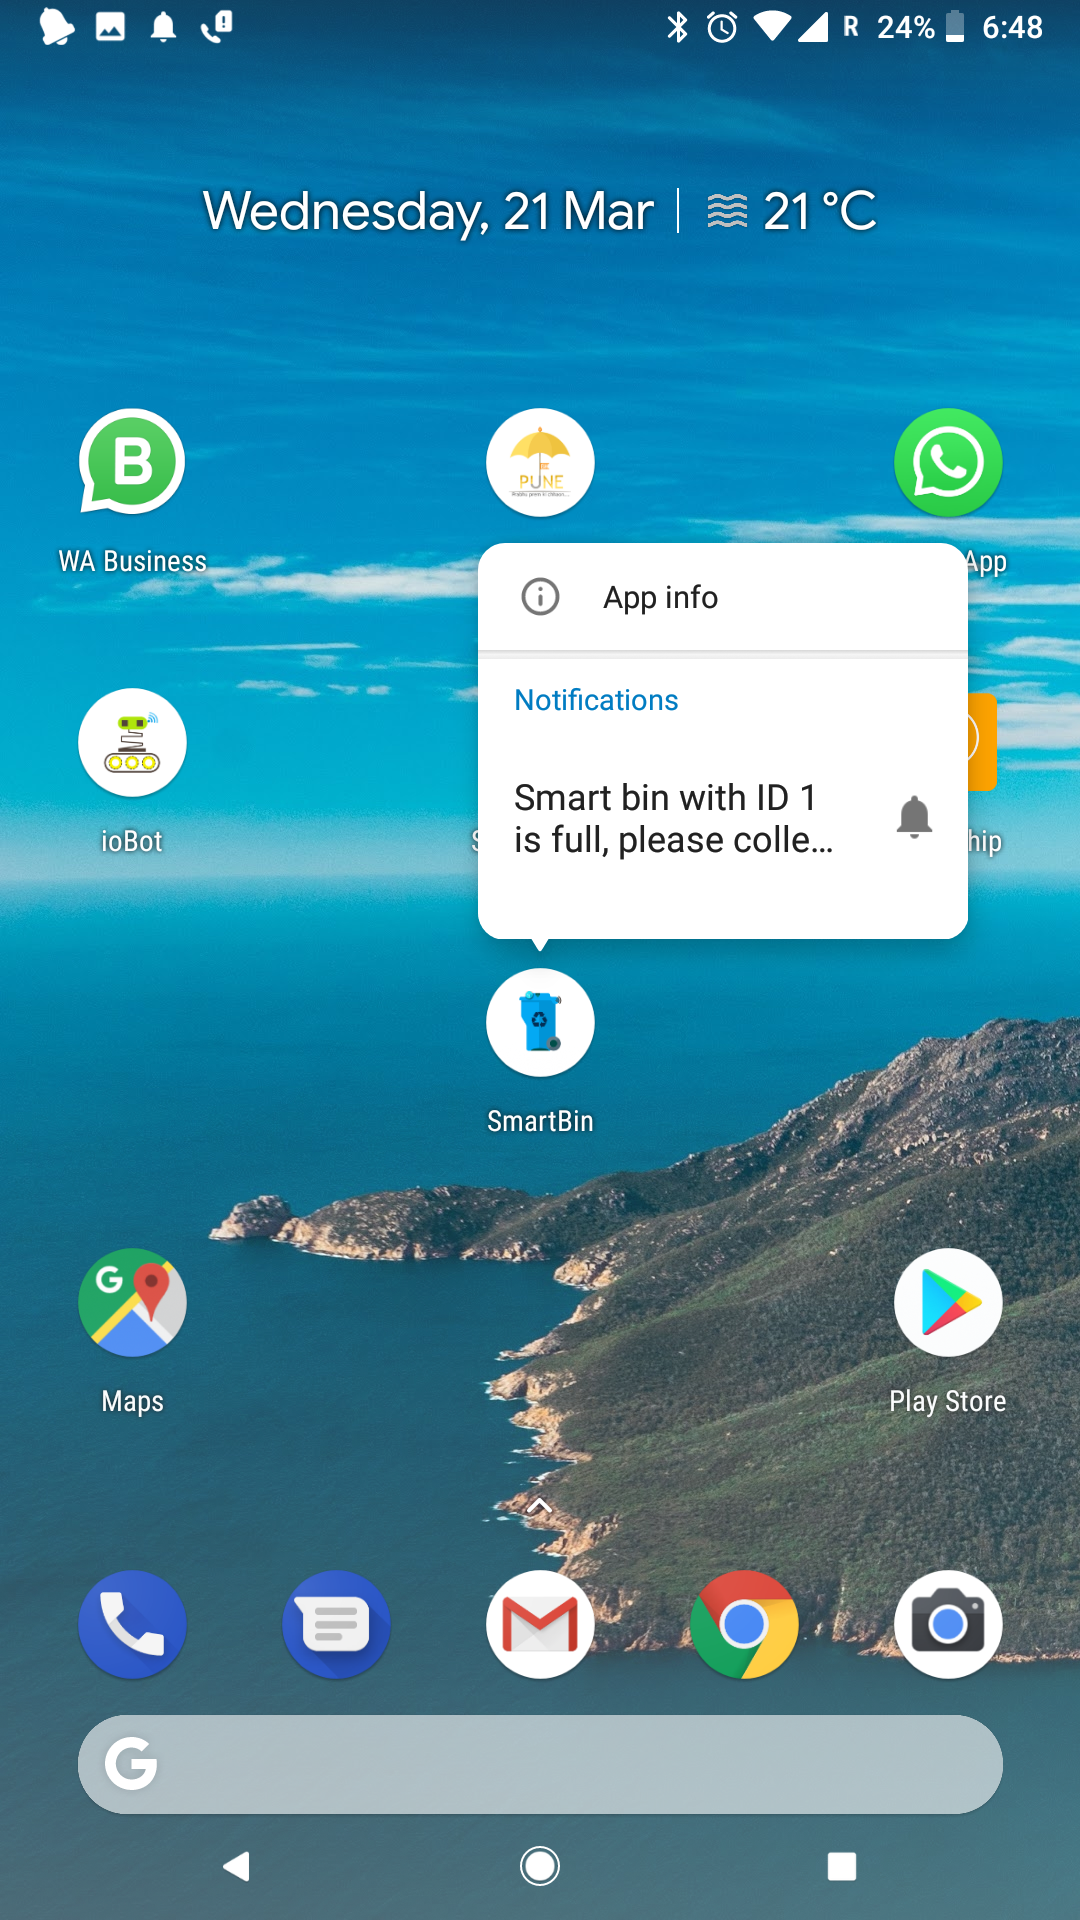 R 24% 6:48
Wednesday, 21 Mar | 21 °C
B
PUNE
WA Business
App
App info
Notifications
Smart bin with ID 1
is full, please colle…
ioBot
S
hip
SmartBin
G
Maps
Play Store
G